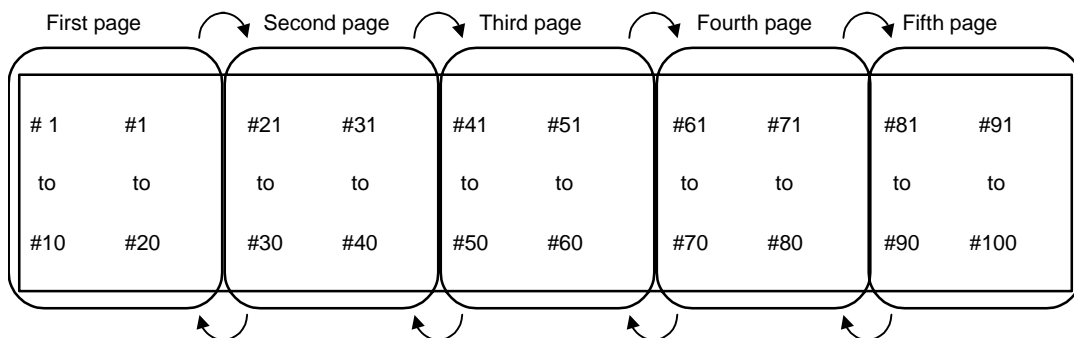 First page Second page Third page Fourth page Fifth page
# 1 #1 #21 #31 #41 #51 #61 #71 #81 #91
to to to to to to to to to to
#10 #20 #30 #40 #50 #60 #70 #80 #90 #100